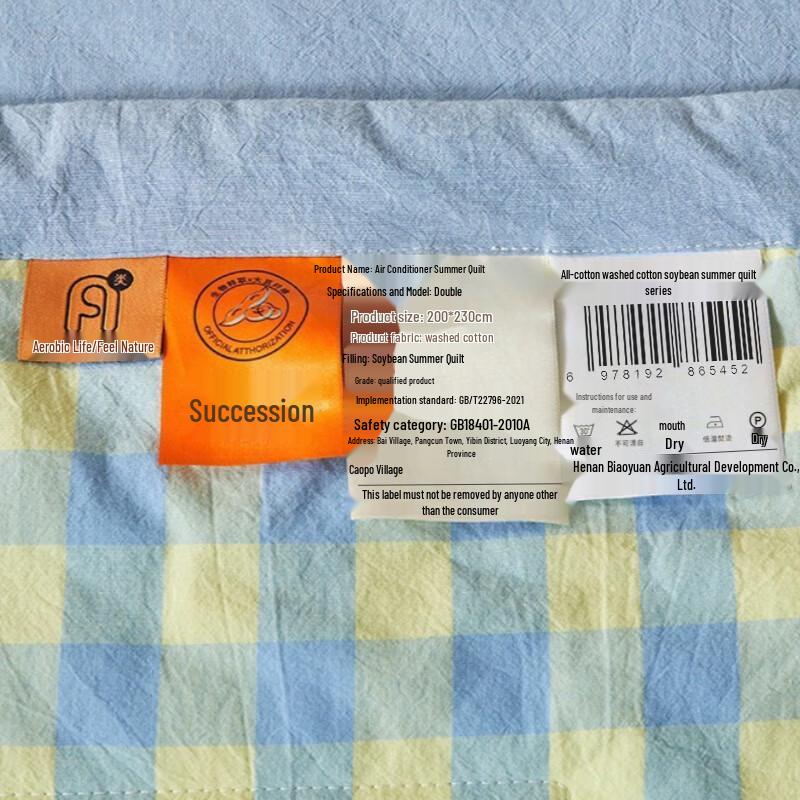 类
Aerobic Life/Feel Nature
OFFICIAL ATTHORIZATION
Succession
Product Name: Air Conditioner Summer Quilt
Specifications and Model: Double
Product size: 200*230cm
Product fabric: washed cotton
Filling: Soybean Summer Quilt
Grade: qualified product
Implementation standard: GB/T22796-2021
Safety category: GB18401-2010A
Address: Bai Village, Pangcun Town, Yibin District, Luoyang City, Henan
Province
Caopo Village
This label must not be removed by anyone other
than the consumer
All-cotton washed cotton soybean summer quilt
series
6 978192 865452
Instructions for use and
maintenance:
30
P
不可漂白
mouth
water
Dry
Dry
Henan Biaoyuan Agricultural Development Co.,
Ltd.